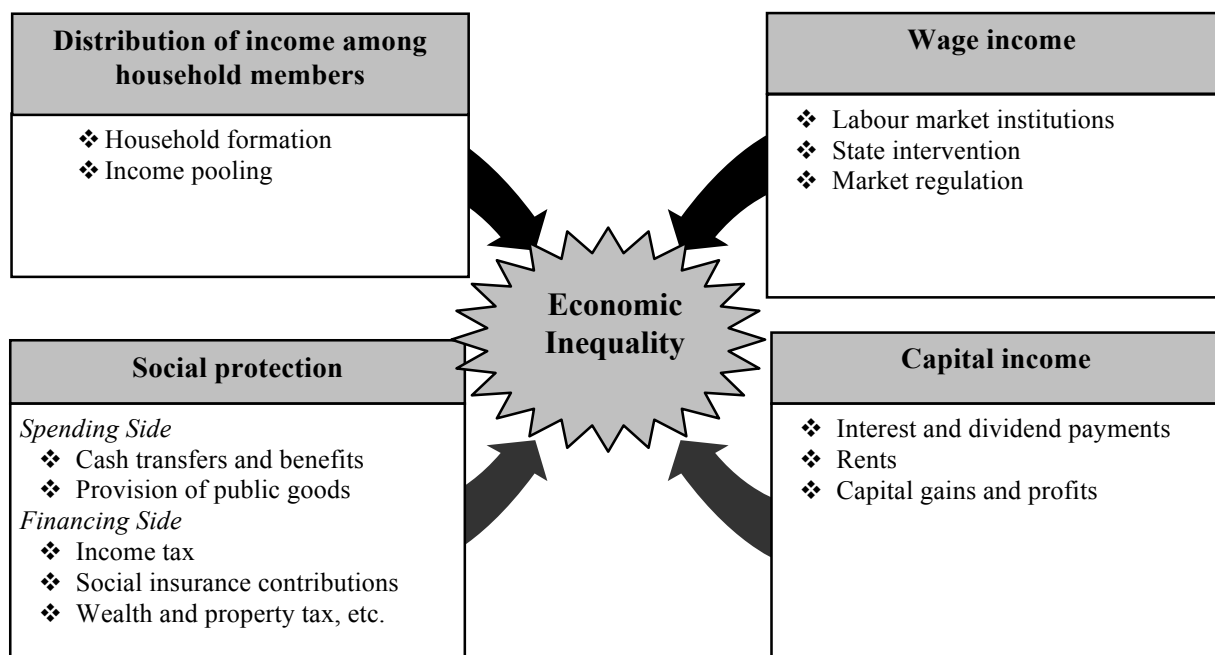 Distribution of income among
household members
❖ Household formation
❖ Income pooling
Wage income
❖ Labour market institutions
❖ State intervention
❖ Market regulation
Economic
Inequality
Social protection
Spending Side
❖ Cash transfers and benefits
❖ Provision of public goods
Financing Side
❖ Income tax
❖ Social insurance contributions
❖ Wealth and property tax, etc.
Capital income
❖ Interest and dividend payments
❖ Rents
❖ Capital gains and profits